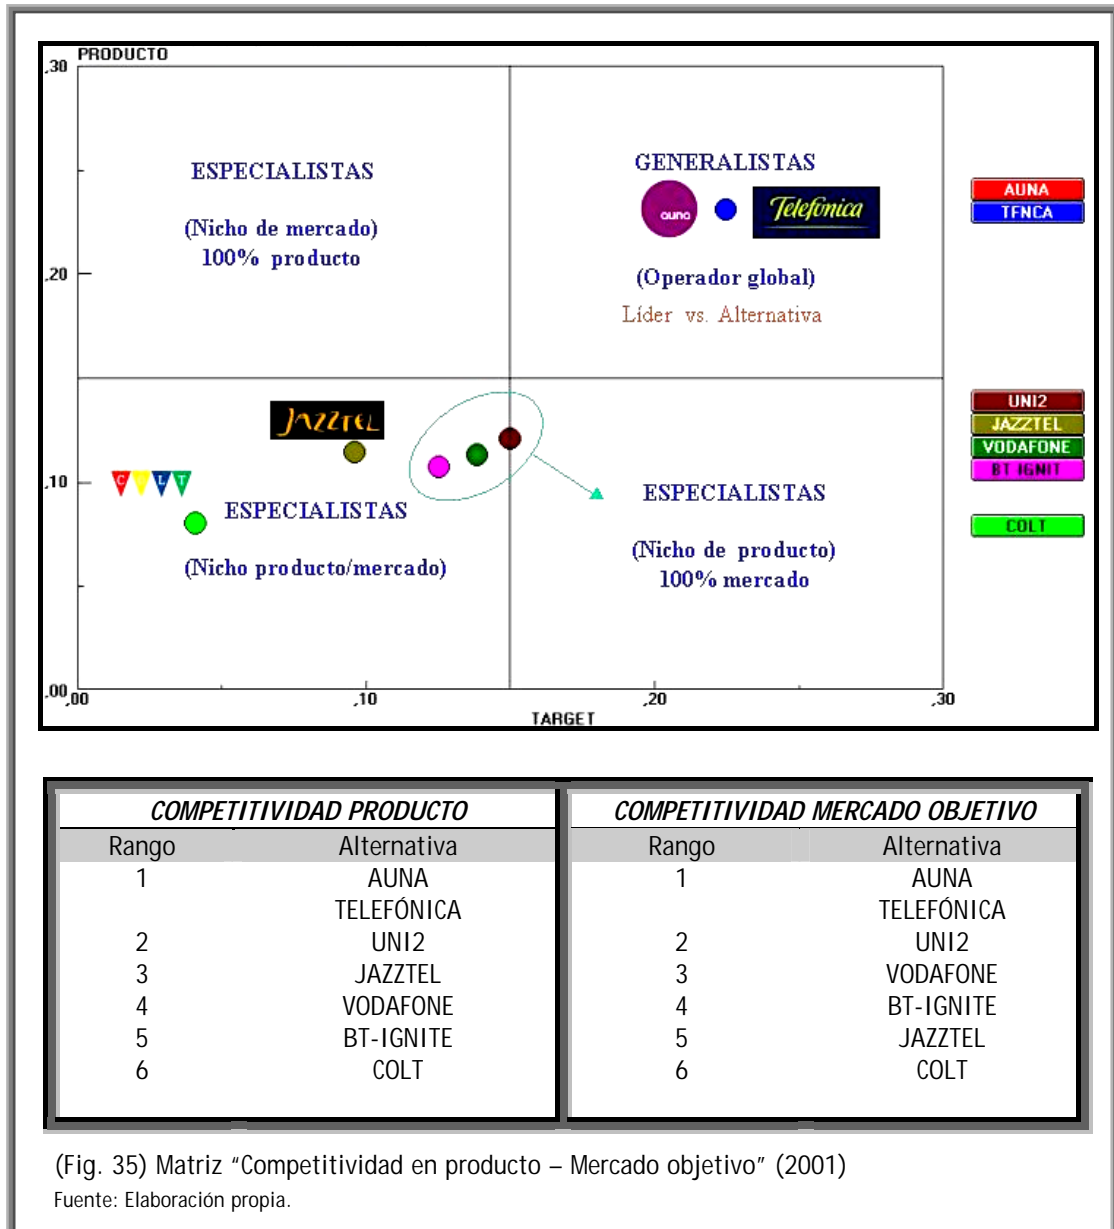 PRODUCTO
,30
ESPECIALISTAS
(Nicho de mercado)
100% producto
GENERALISTAS
auna
Telefónica
(Operador global)
Líder vs. Alternativa
AUNA
TFNCA
,20
JAZZTEL
C O L T
,10
ESPECIALISTAS
(Nicho producto/mercado)
ESPECIALISTAS
(Nicho de producto)
100% mercado
UNI2
JAZZTEL
VODAFONE
BT IGNIT
COLT
,00
,00 ,10 ,20 ,30
TARGET
COMPETITIVIDAD PRODUCTO COMPETITIVIDAD MERCADO OBJETIVO
Rango Alternativa Rango Alternativa
1 AUNA 1 AUNA
TELEFÓNICA TELEFÓNICA
2 UNI2 2 UNI2
3 JAZZTEL 3 VODAFONE
4 VODAFONE 4 BT-IGNITE
5 BT-IGNITE 5 JAZZTEL
6 COLT 6 COLT
(Fig. 35) Matriz “Competitividad en producto – Mercado objetivo” (2001)
Fuente: Elaboración propia.